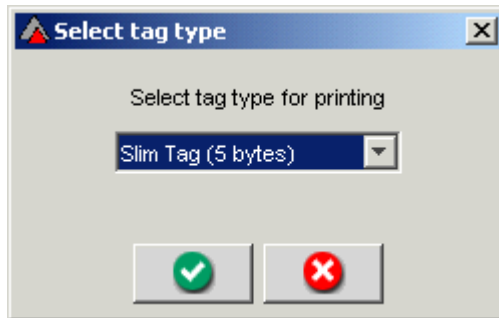 Select tag type
Select tag type for printing
Slim Tag (5 bytes)